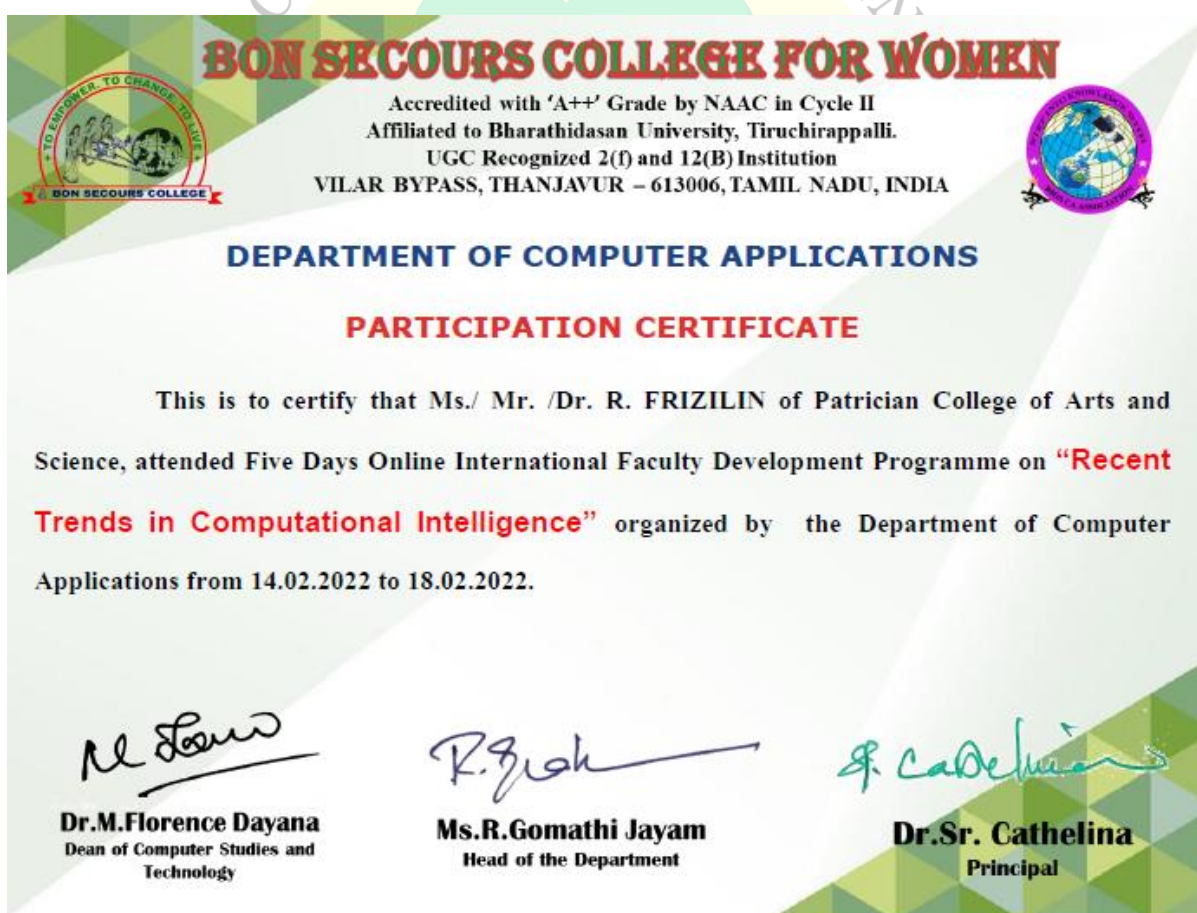 BON SECOURS COLLEGE FOR WOMEN
Accredited with 'A++' Grade by NAAC in Cycle II
Affiliated to Bharathidasan University, Tiruchirappalli.
UGC Recognized 2(f) and 12(B) Institution
VILAR BYPASS, THANJAVUR – 613006, TAMIL NADU, INDIA
TO EMPOWER, TO CHANGE, TO LIVE
BON SECOURS COLLEGE
DEPARTMENT OF COMPUTER APPLICATIONS
PARTICIPATION CERTIFICATE
This is to certify that Ms./ Mr. /Dr. R. FRIZILIN of Patrician College of Arts and
Science, attended Five Days Online International Faculty Development Programme on “Recent
Trends in Computational Intelligence” organized by the Department of Computer
Applications from 14.02.2022 to 18.02.2022.
Dr.M.Florence Dayana
Dean of Computer Studies and
Technology
Ms.R.Gomathi Jayam
Head of the Department
Dr.Sr. Cathelina
Principal